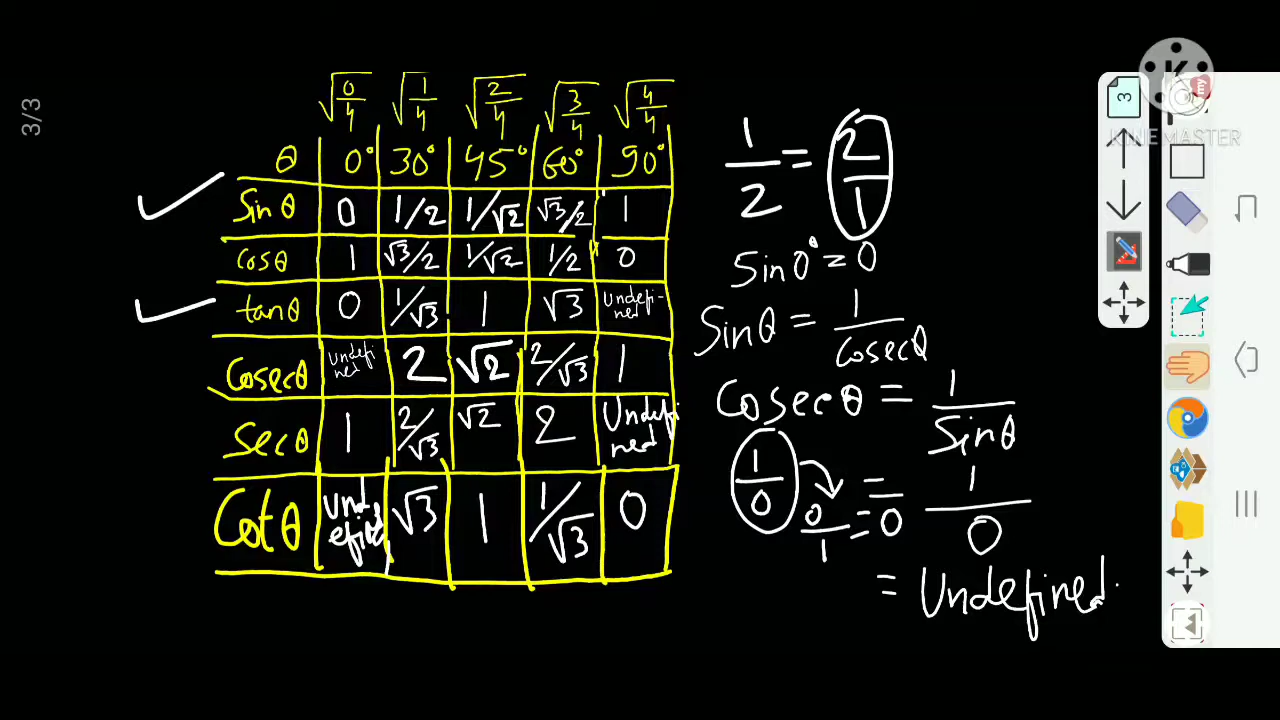 3/3
√0/4 √1/4 √2/4 √3/4 √4/4
θ 0° 30° 45° 60° 90°
Sinθ 0 1/2 1/√2 √3/2 1
cosθ 1 √3/2 1/√2 1/2 0
tanθ 0 1/√3 1 √3 Undefi-ned
Cosecθ Undefined 2 √2 2/√3 1
secθ 1 2/√3 √2 2 Undefined
Cotθ Undefined √3 1 1/√3 0
1/2 = 2/1
Sin0° = 0
Sinθ = 1/Cosecθ
Cosecθ = 1/Sinθ
1/0 0/1 = 0 = 1/0
= Undefined
3
my
K
KINEMASTER